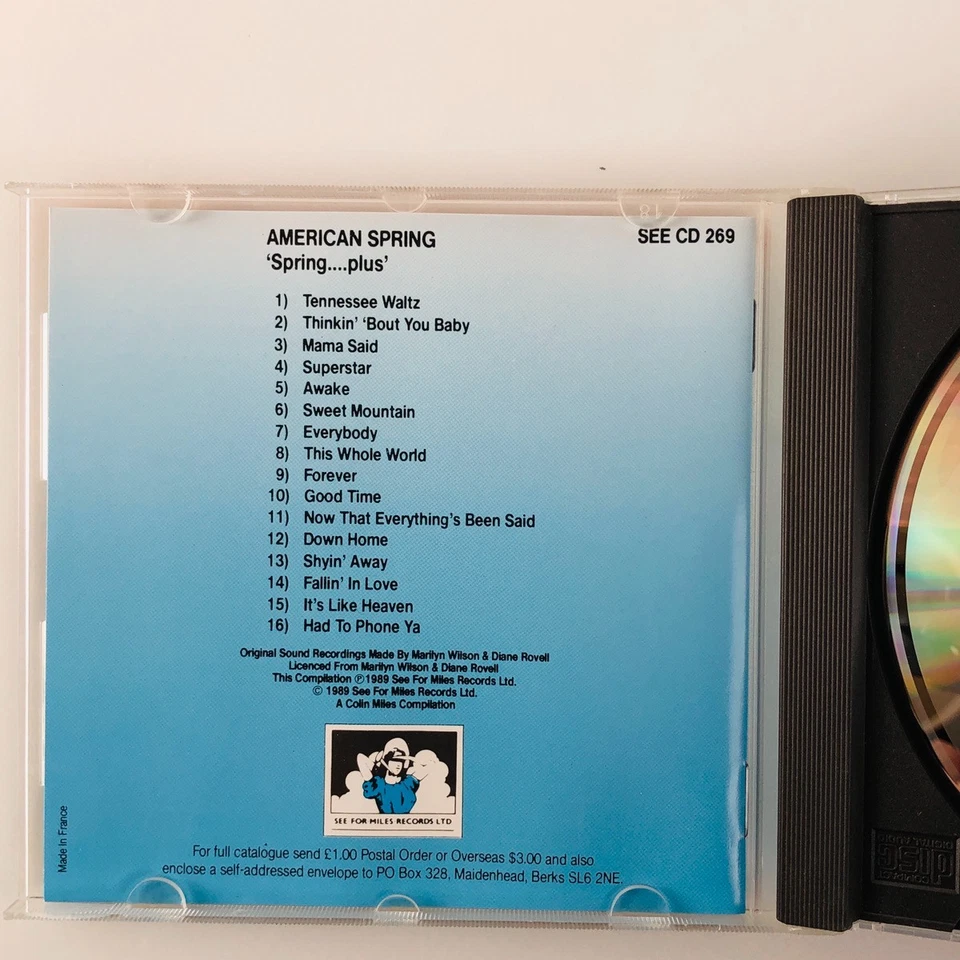 AMERICAN SPRING
SEE CD 269
'Spring....plus'
1) Tennessee Waltz
2) Thinkin' 'Bout You Baby
3) Mama Said
4) Superstar
5) Awake
6) Sweet Mountain
7) Everybody
8) This Whole World
9) Forever
10) Good Time
11) Now That Everything's Been Said
12) Down Home
13) Shyin' Away
14) Fallin' In Love
15) It's Like Heaven
16) Had To Phone Ya
Original Sound Recordings Made By Marilyn Wilson & Diane Rovell
Licenced From Marilyn Wilson & Diane Rovell
This Compilation ℗1989 See For Miles Records Ltd.
© 1989 See For Miles Records Ltd.
A Colin Miles Compilation
SEE FOR MILES RECORDS LTD
For full catalogue send £1.00 Postal Order or Overseas $3.00 and also
enclose a self-addressed envelope to PO Box 328, Maidenhead, Berks SL6 2NE.
Made In France
18
COMPACT
disc
DIGITAL AUDIO